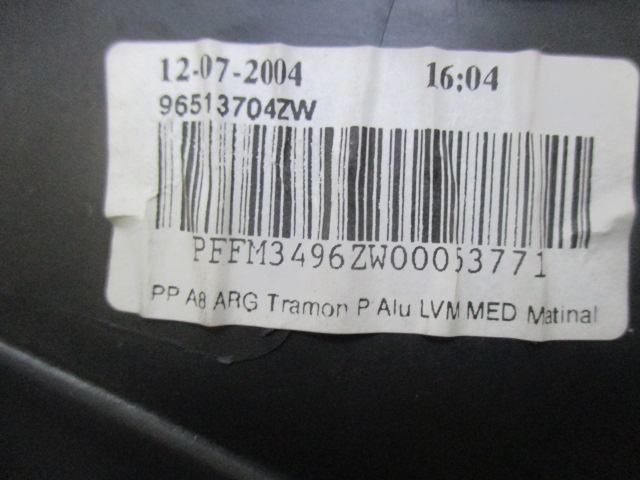 12-07-2004 16:04
96513704ZW
PFFM3496ZW00053771
PP A8 ARG Tramon P Alu LVM MED Matinal